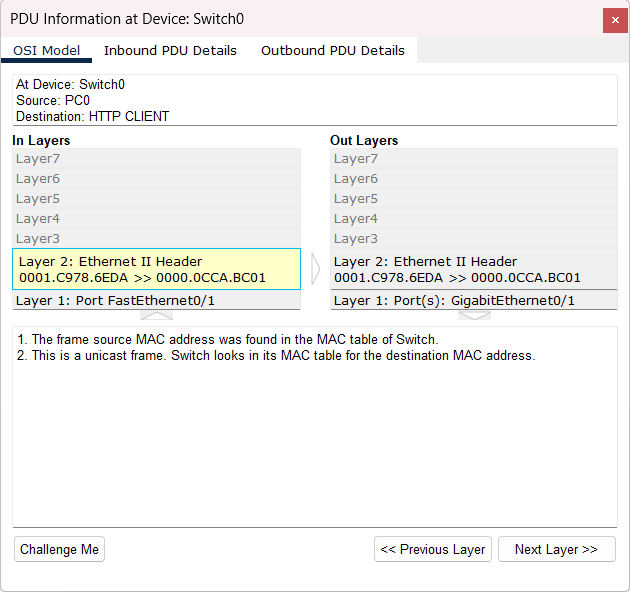 PDU Information at Device: Switch0
OSI Model Inbound PDU Details Outbound PDU Details
At Device: Switch0
Source: PC0
Destination: HTTP CLIENT
In Layers
Layer7
Layer6
Layer5
Layer4
Layer3
Layer 2: Ethernet II Header
0001.C978.6EDA >> 0000.0CCA.BC01
Layer 1: Port FastEthernet0/1
Out Layers
Layer7
Layer6
Layer5
Layer4
Layer3
Layer 2: Ethernet II Header
0001.C978.6EDA >> 0000.0CCA.BC01
Layer 1: Port(s): GigabitEthernet0/1
1. The frame source MAC address was found in the MAC table of Switch.
2. This is a unicast frame. Switch looks in its MAC table for the destination MAC address.
Challenge Me << Previous Layer Next Layer >>